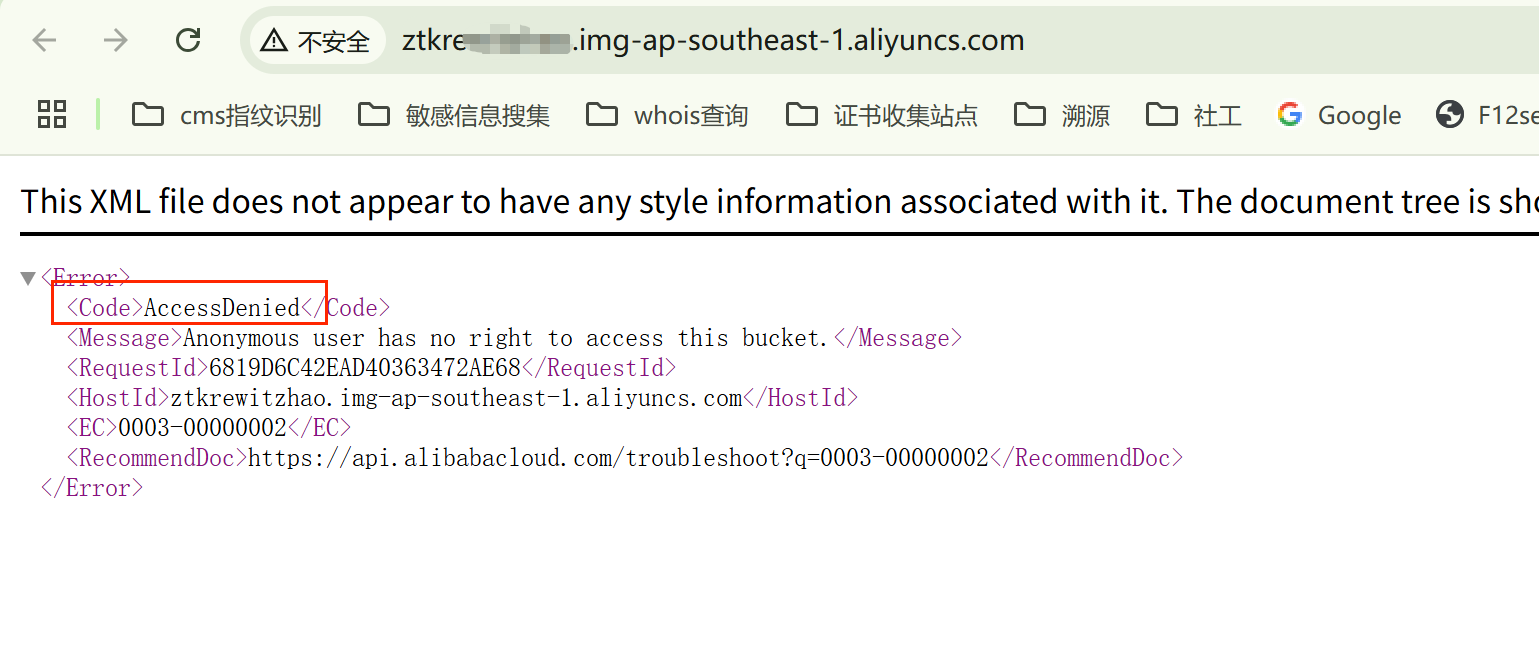 不安全 ztkre .img-ap-southeast-1.aliyuncs.com
cms指纹识别 敏感信息搜集 whois查询 证书收集站点 溯源 社工 Google F12se
This XML file does not appear to have any style information associated with it. The document tree is sho
<Error>
<Code>AccessDenied</Code>
<Message>Anonymous user has no right to access this bucket.</Message>
<RequestId>6819D6C42EAD40363472AE68</RequestId>
<HostId>ztkrewitzhao.img-ap-southeast-1.aliyuncs.com</HostId>
<EC>0003-00000002</EC>
<RecommendDoc>https://api.alibabacloud.com/troubleshoot?q=0003-00000002</RecommendDoc>
</Error>